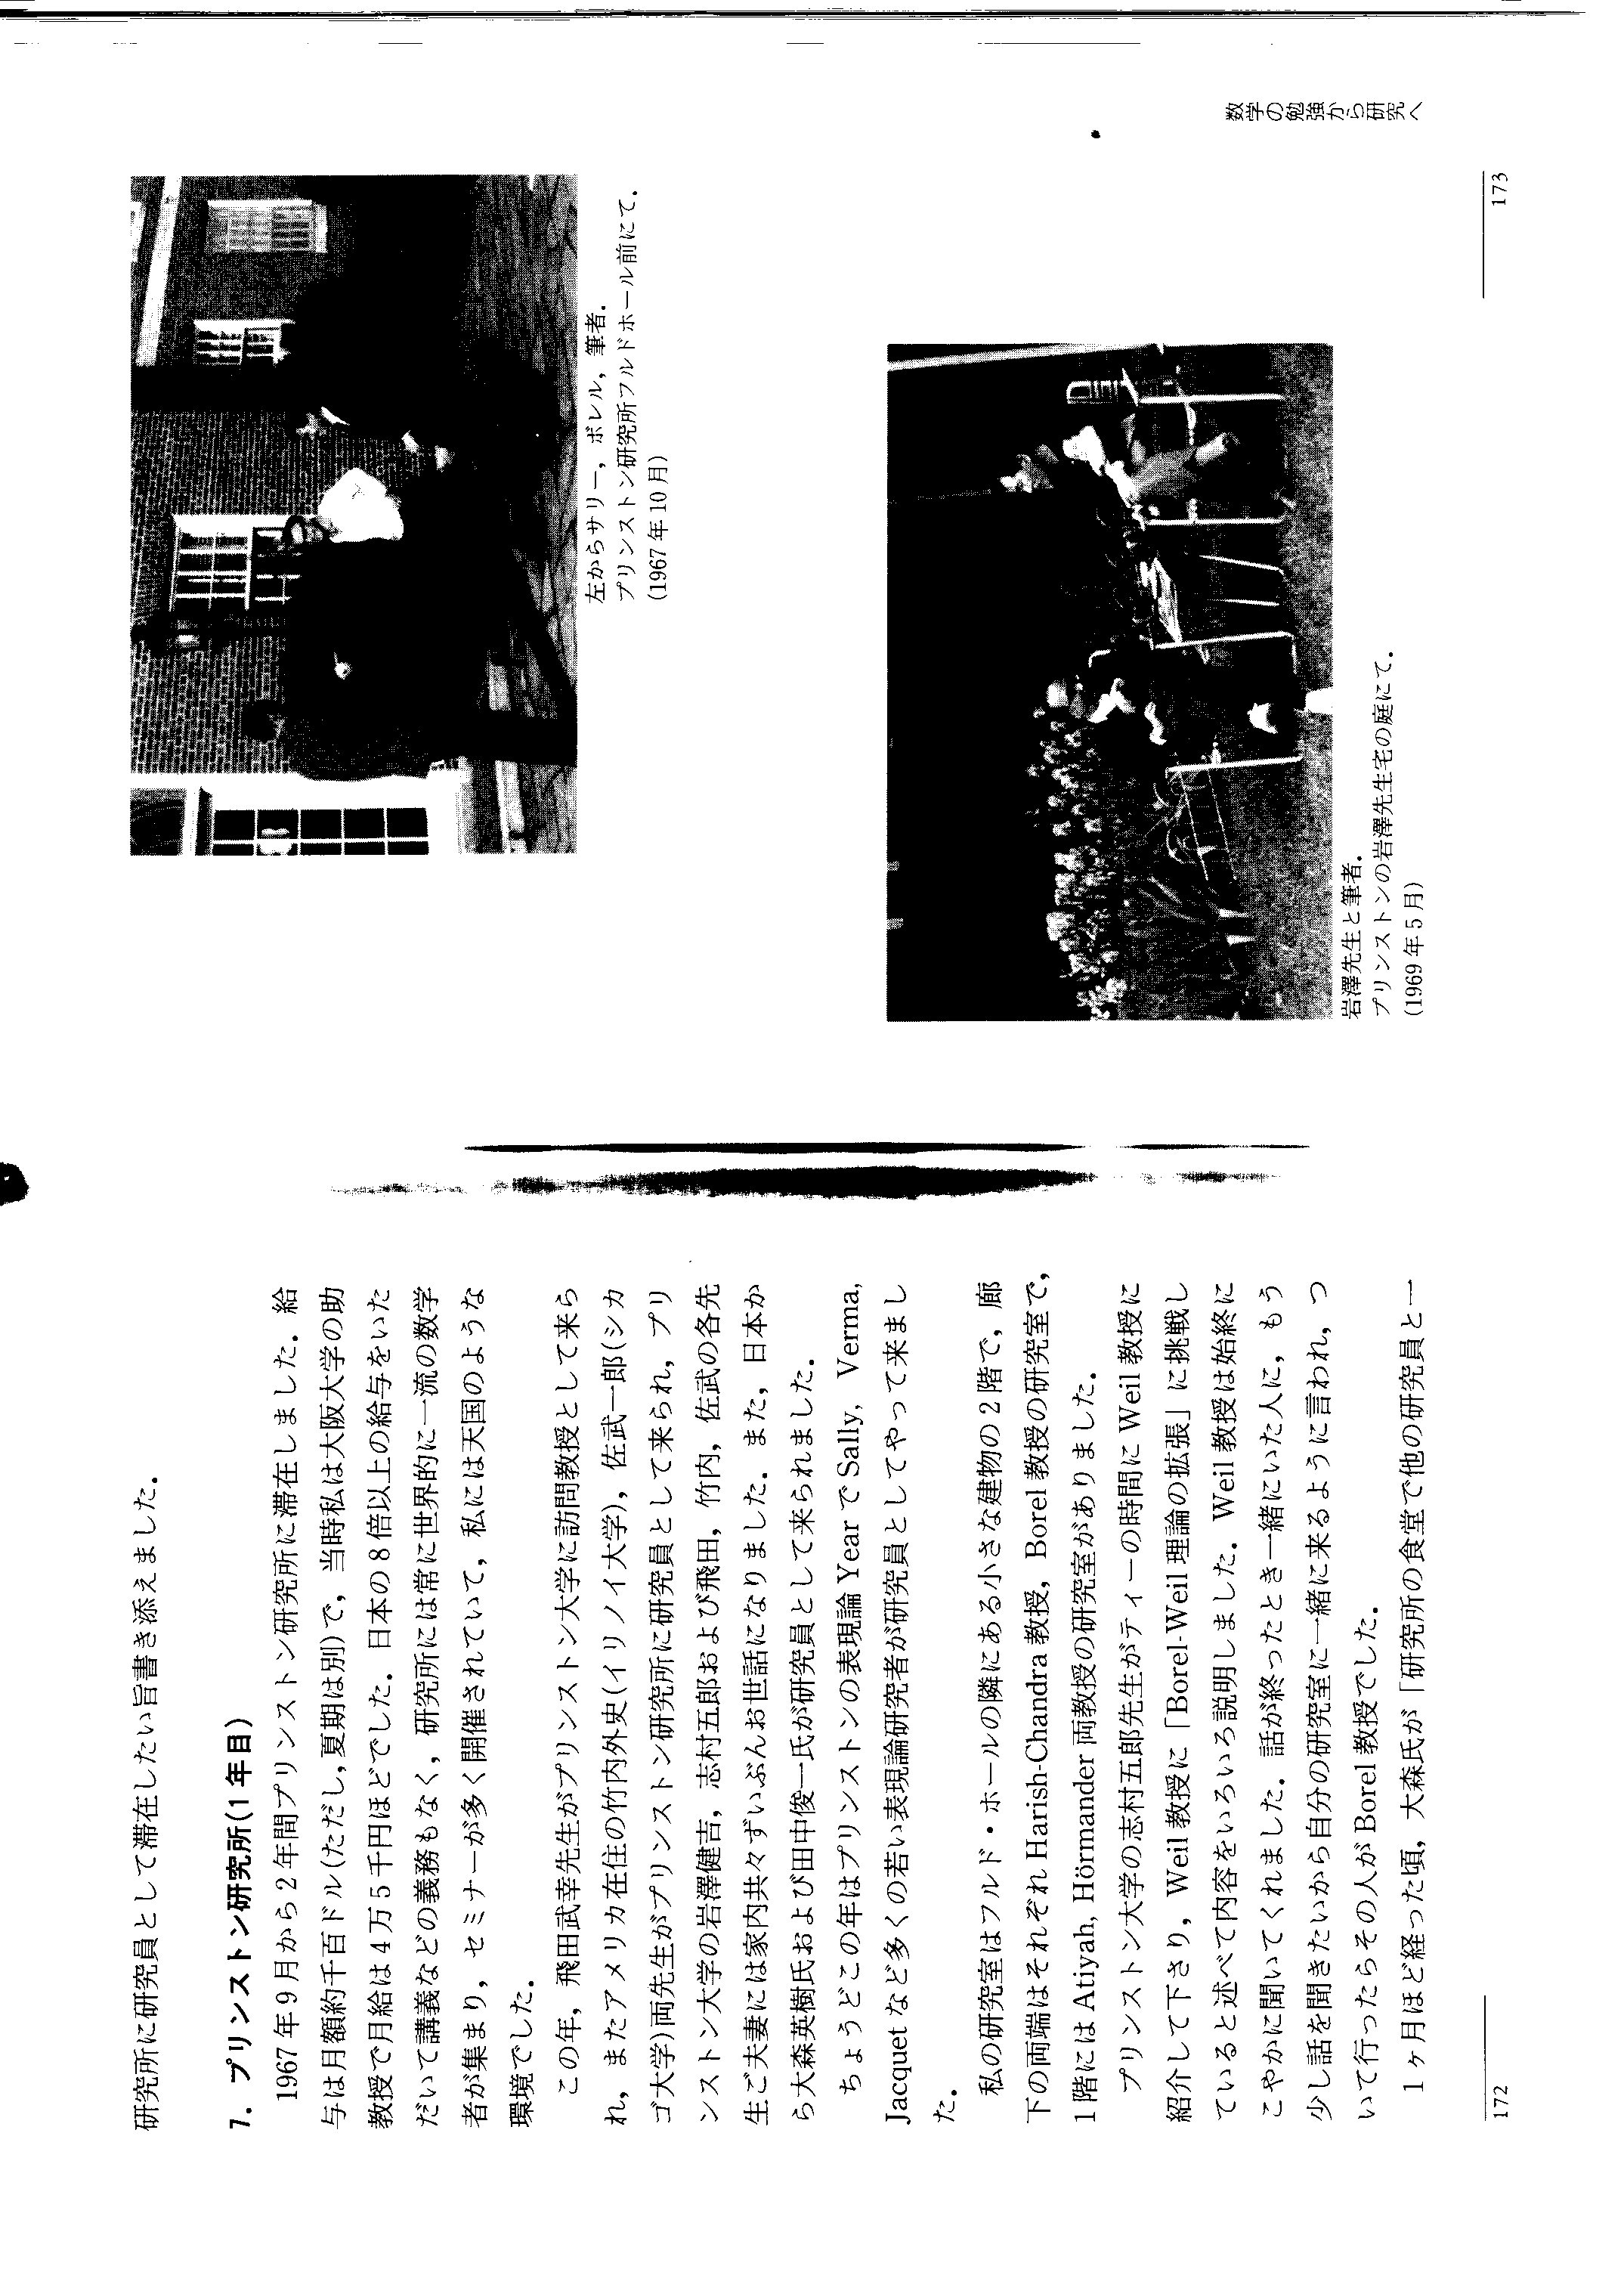 研究所に研究員として滞在したい旨書き添えました．
7．プリンストン研究所(1年目)
1967年9月から2年間プリンストン研究所に滞在しました．給
与は月額約千百ドル(ただし，夏期は別)で，当時私は大阪大学の助
教授で月給は4万5千円ほどでした．日本の8倍以上の給与をいた
だいて講義などの義務もなく，研究所には常に世界的に一流の数学
者が集まり，セミナーが多く開催されていて，私には天国のような
環境でした．
この年，飛田武幸先生がプリンストン大学に訪問教授として来ら
れ，またアメリカ在住の竹内外史(イリノイ大学)，佐武一郎(シカ
ゴ大学)両先生がプリンストン研究所に研究員として来られ，プリ
ンストン大学の岩澤健吉，志村五郎および飛田，竹内，佐武の各先
生ご夫妻には家内共々ずいぶんお世話になりました．また，日本か
ら大森英樹氏および田中俊一氏が研究員として来られました．
ちょうどこの年はプリンストンの表現論 Year で Sally, Verma,
Jacquet など多くの若い表現論研究者が研究員としてやって来まし
た．
私の研究室はフルド・ホールの隣にある小さな建物の2階で，廊
下の両端はそれぞれ Harish-Chandra 教授，Borel 教授の研究室で，
1階には Atiyah, Hörmander 両教授の研究室がありました．
プリンストン大学の志村五郎先生がティーの時間に Weil 教授に
紹介して下さり，Weil 教授に「Borel-Weil 理論の拡張」に挑戦し
ていると述べて内容をいろいろ説明しました．Weil 教授は始終に
こやかに聞いてくれました．話が終ったとき一緒にいた人に，もう
少し話を聞きたいから自分の研究室に一緒に来るように言われ，つ
いて行ったらその人が Borel 教授でした．
1ヶ月ほど経った頃，大森氏が「研究所の食堂で他の研究員と一
172
左からサリー，ボレル，筆者．
プリンストン研究所フルドホール前にて．
(1967年10月)
岩澤先生と筆者．
プリンストンの岩澤先生宅の庭にて．
(1969年5月)
数学の勉強から研究へ
173